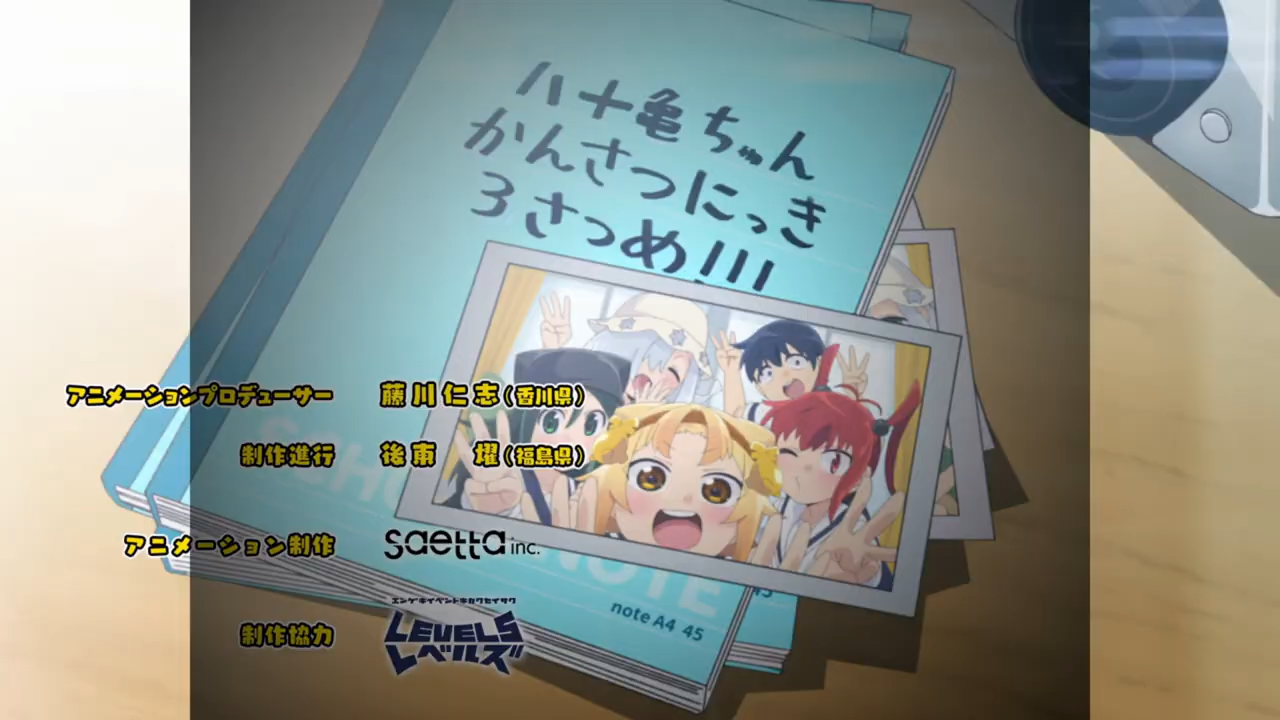 八十亀ちゃん
かんさつにっき
3さつめ!!!
アニメーションプロデューサー 藤川仁志(香川県)
制作進行 後東 燿(福島県)
アニメーション制作 saetta inc.
エンゲキイベントキカクセイサク
制作協力 LEVELS
レベルズ
NOTE
note A4 45
45